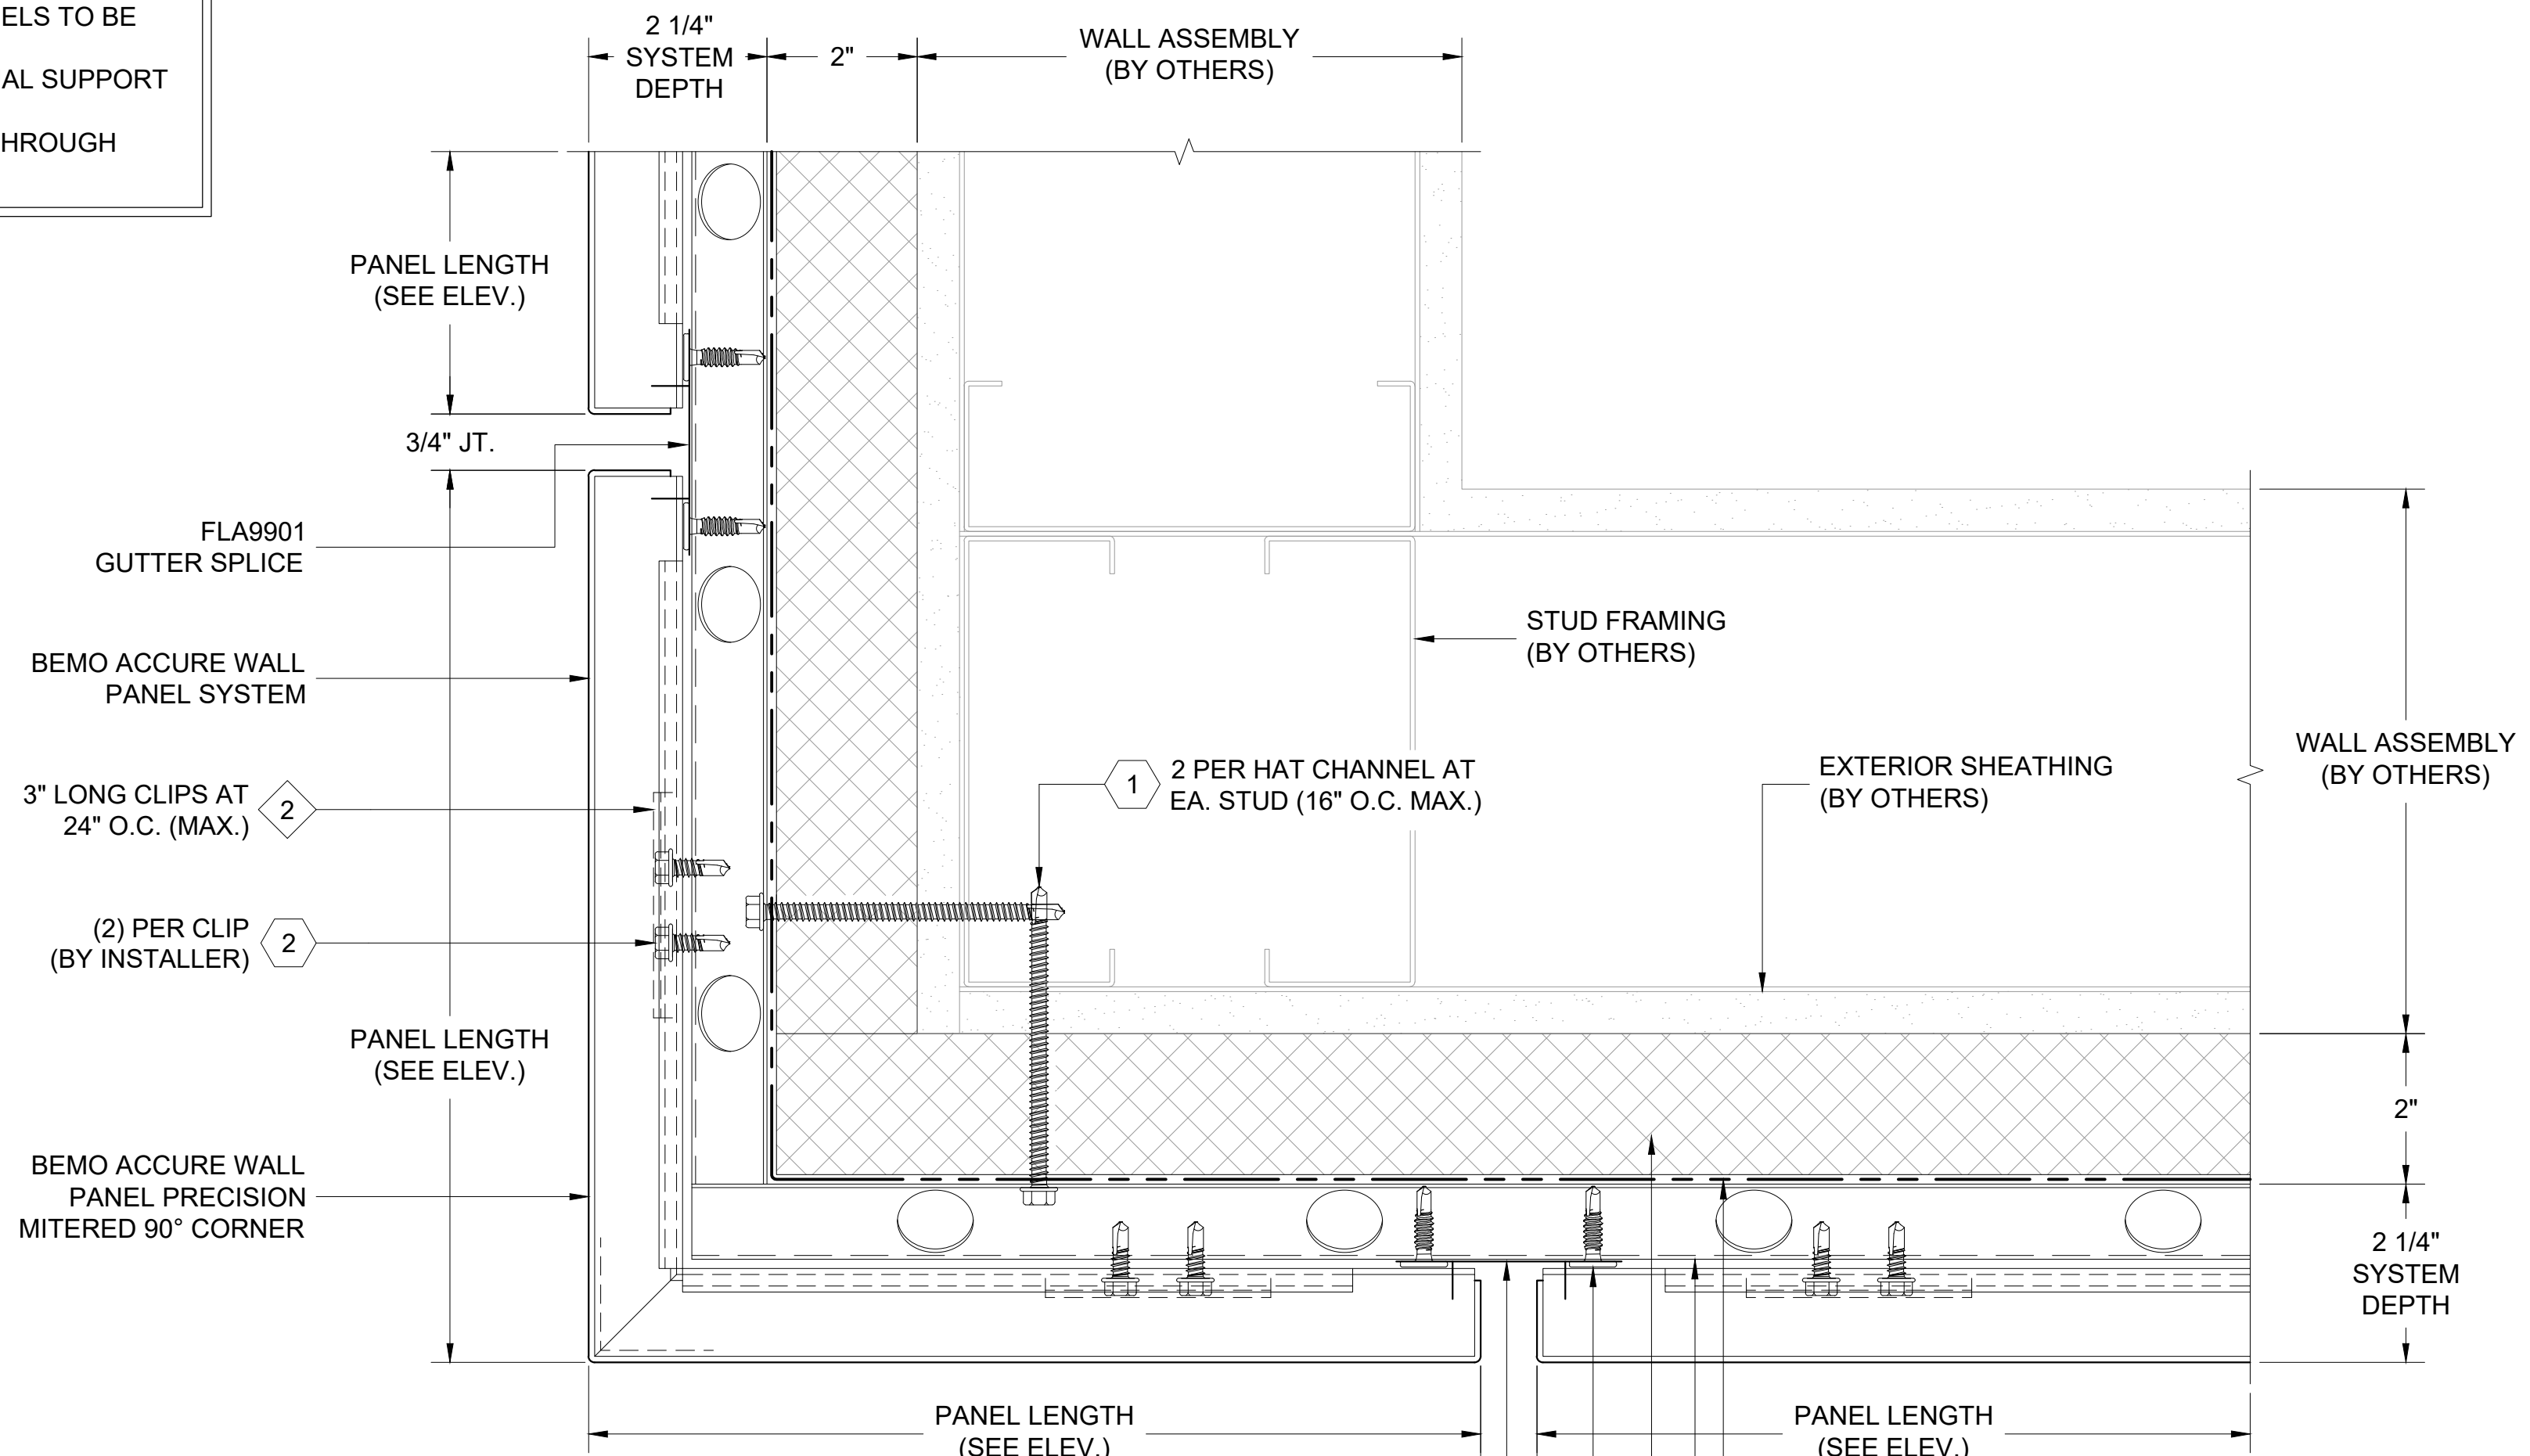 ELS TO BE
AL SUPPORT
HROUGH
2 1/4"
SYSTEM
DEPTH
2"
WALL ASSEMBLY
(BY OTHERS)
PANEL LENGTH
(SEE ELEV.)
3/4" JT.
FLA9901
GUTTER SPLICE
BEMO ACCURE WALL
PANEL SYSTEM
3" LONG CLIPS AT
24" O.C. (MAX.)
2
(2) PER CLIP
(BY INSTALLER)
2
PANEL LENGTH
(SEE ELEV.)
BEMO ACCURE WALL
PANEL PRECISION
MITERED 90° CORNER
STUD FRAMING
(BY OTHERS)
1
2 PER HAT CHANNEL AT
EA. STUD (16" O.C. MAX.)
EXTERIOR SHEATHING
(BY OTHERS)
WALL ASSEMBLY
(BY OTHERS)
2"
2 1/4"
SYSTEM
DEPTH
PANEL LENGTH
(SEE ELEV.)
PANEL LENGTH
(SEE ELEV.)